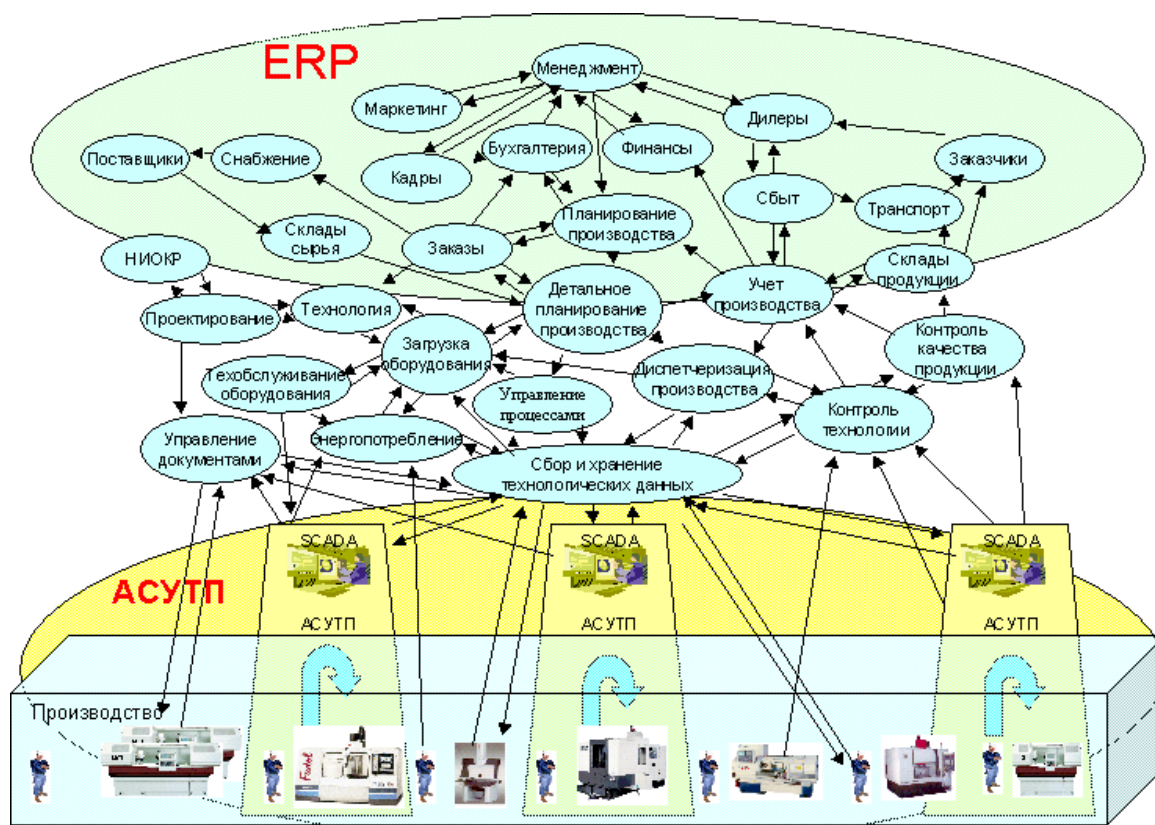 ERP
Менеджмент
Маркетинг
Дилеры
Бухгалтерия
Финансы
Поставщики
Снабжение
Заказчики
Кадры
Сбыт
Транспорт
Планирование
производства
Склады
сырья
Заказы
НИОКР
Склады
продукции
Учет
производства
Детальное
планирование
производства
Технология
Проектирование
Загрузка
оборудования
Контроль
качества
продукции
Техобслуживание
оборудования
Диспетчеризация
производства
Управление
процессами
Контроль
технологии
Управление
документами
Энергопотребление
Сбор и хранение
технологических данных
SCADA
SCADA
SCADA
АСУТП
АСУТП
АСУТП
АСУТП
Производство